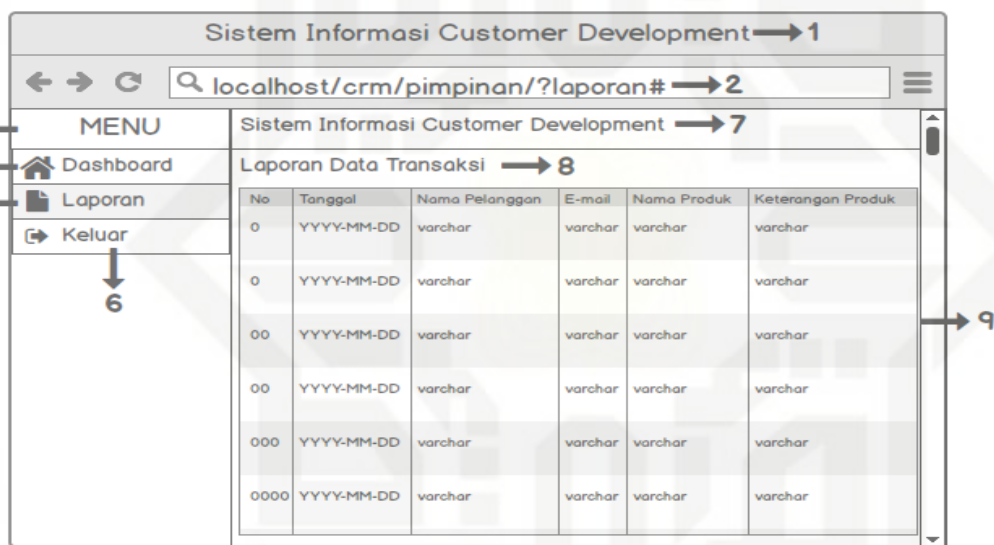 Sistem Informasi Customer Development 1
localhost/crm/pimpinan/?laporan# 2
MENU
Dashboard
Laporan
Keluar
6
Sistem Informasi Customer Development 7
Laporan Data Transaksi 8
No Tanggal Nama Pelanggan E-mail Nama Produk Keterangan Produk
0 YYYY-MM-DD varchar varchar varchar varchar
0 YYYY-MM-DD varchar varchar varchar varchar
00 YYYY-MM-DD varchar varchar varchar varchar
00 YYYY-MM-DD varchar varchar varchar varchar
000 YYYY-MM-DD varchar varchar varchar varchar
0000 YYYY-MM-DD varchar varchar varchar varchar
9